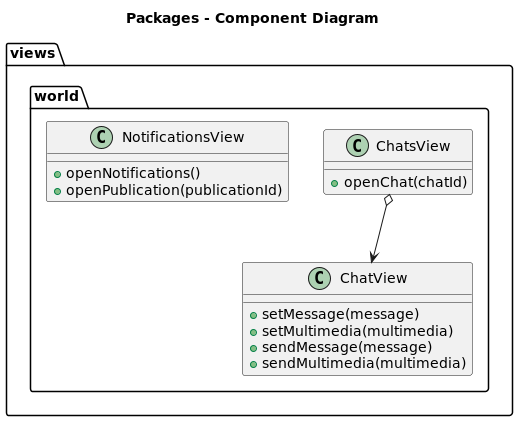 Packages - Component Diagram
views
world
C NotificationsView
openNotifications()
openPublication(publicationId)
C ChatsView
openChat(chatId)
C ChatView
setMessage(message)
setMultimedia(multimedia)
sendMessage(message)
sendMultimedia(multimedia)